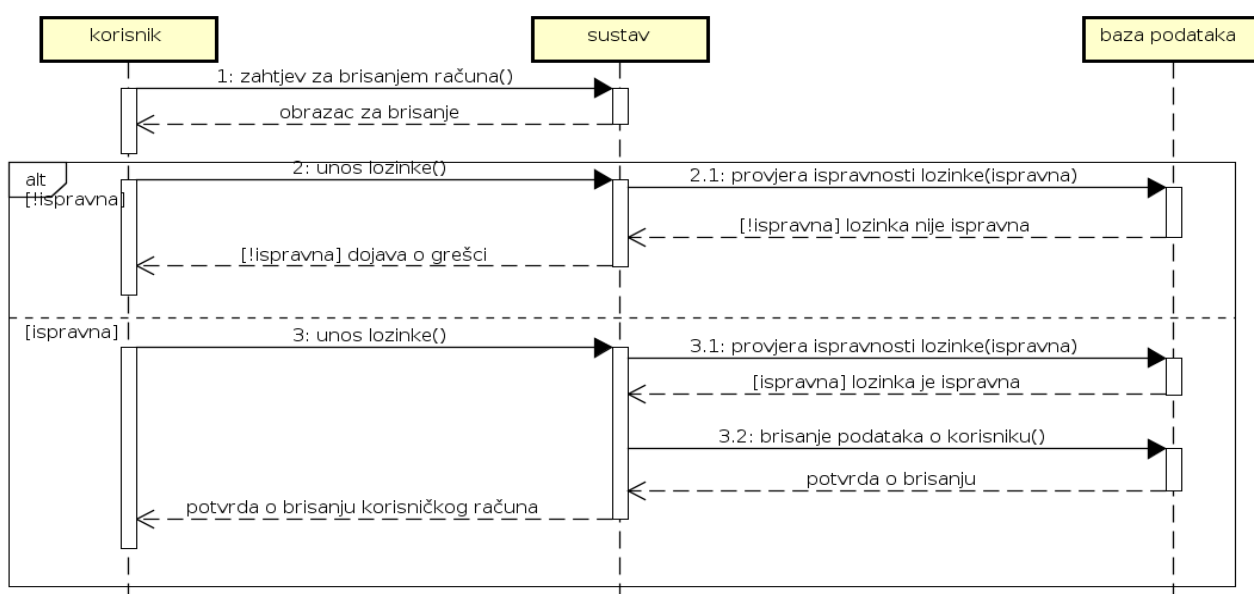 korisnik
sustav
baza podataka
1: zahtjev za brisanjem računa()
obrazac za brisanje
alt
[!ispravna]
2: unos lozinke()
2.1: provjera ispravnosti lozinke(ispravna)
[!ispravna] lozinka nije ispravna
[!ispravna] dojava o grešci
[ispravna]
3: unos lozinke()
3.1: provjera ispravnosti lozinke(ispravna)
[ispravna] lozinka je ispravna
3.2: brisanje podataka o korisniku()
potvrda o brisanju
potvrda o brisanju korisničkog računa